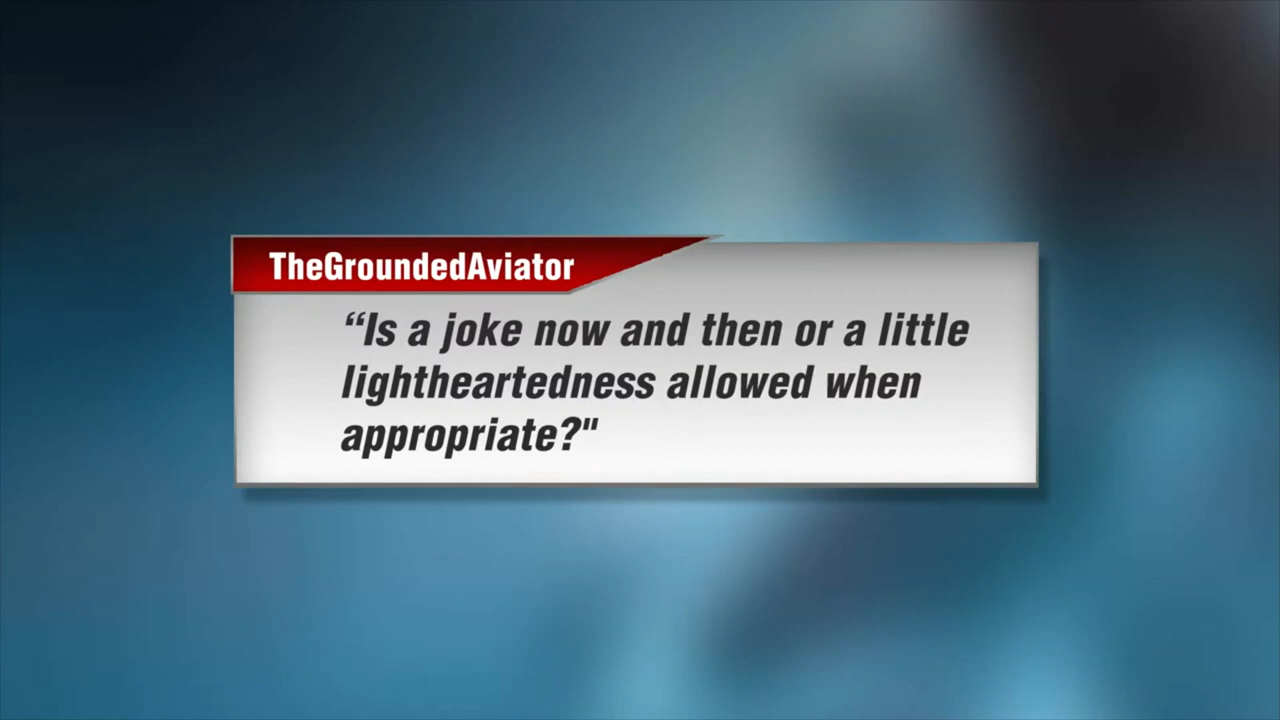 TheGroundedAviator
“Is a joke now and then or a little
lightheartedness allowed when
appropriate?"